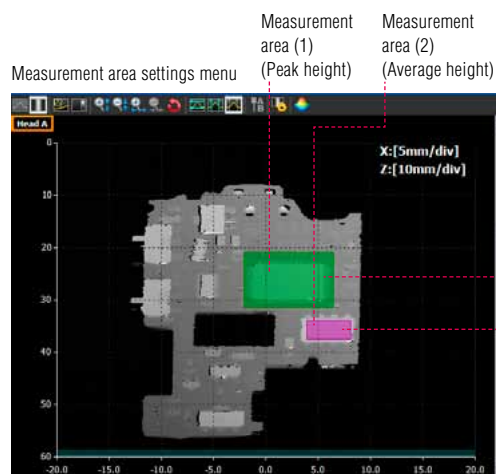 Measurement
area (1)
(Peak height)
Measurement
area (2)
(Average height)
Measurement area settings menu
Head A
X:[5mm/div]
Z:[10mm/div]
0
10
20
30
40
50
60
-20.0 -15.0 -10.0 -5.0 0.0 5.0 10.0 15.0 20.0